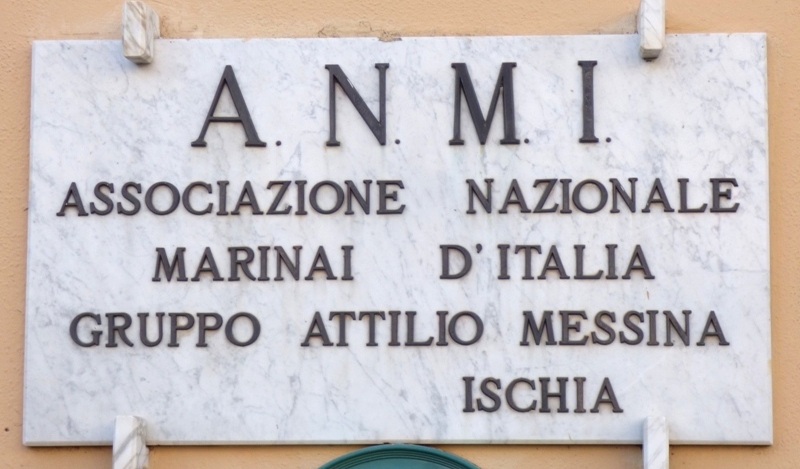 A.N.M.I.
ASSOCIAZIONE NAZIONALE
MARINAI D'ITALIA
GRUPPO ATTILIO MESSINA
ISCHIA